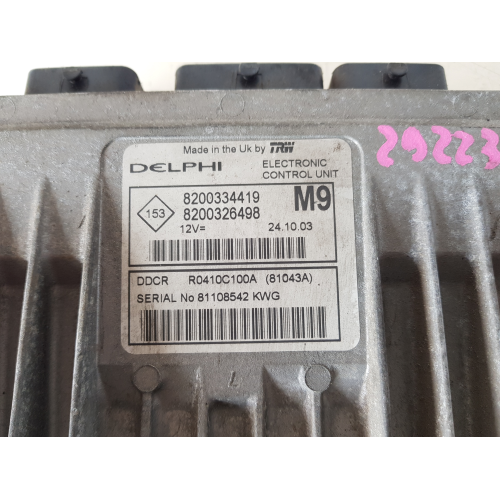 Made in the Uk by TRW
DELPHI ELECTRONIC CONTROL UNIT
153 8200334419 M9
8200326498
12V= 24.10.03
DDCR R0410C100A (81043A)
SERIAL No 81108542 KWG
29223